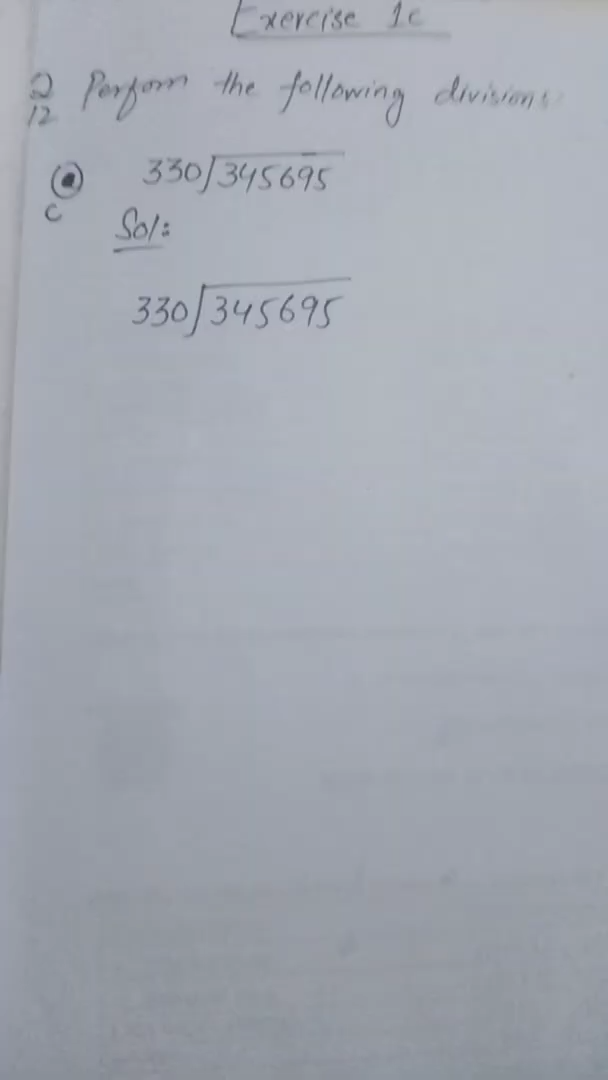 Exercise 1c
Q Perform the following divisions:
12
a 330)345695
c
Sol:
330)345695